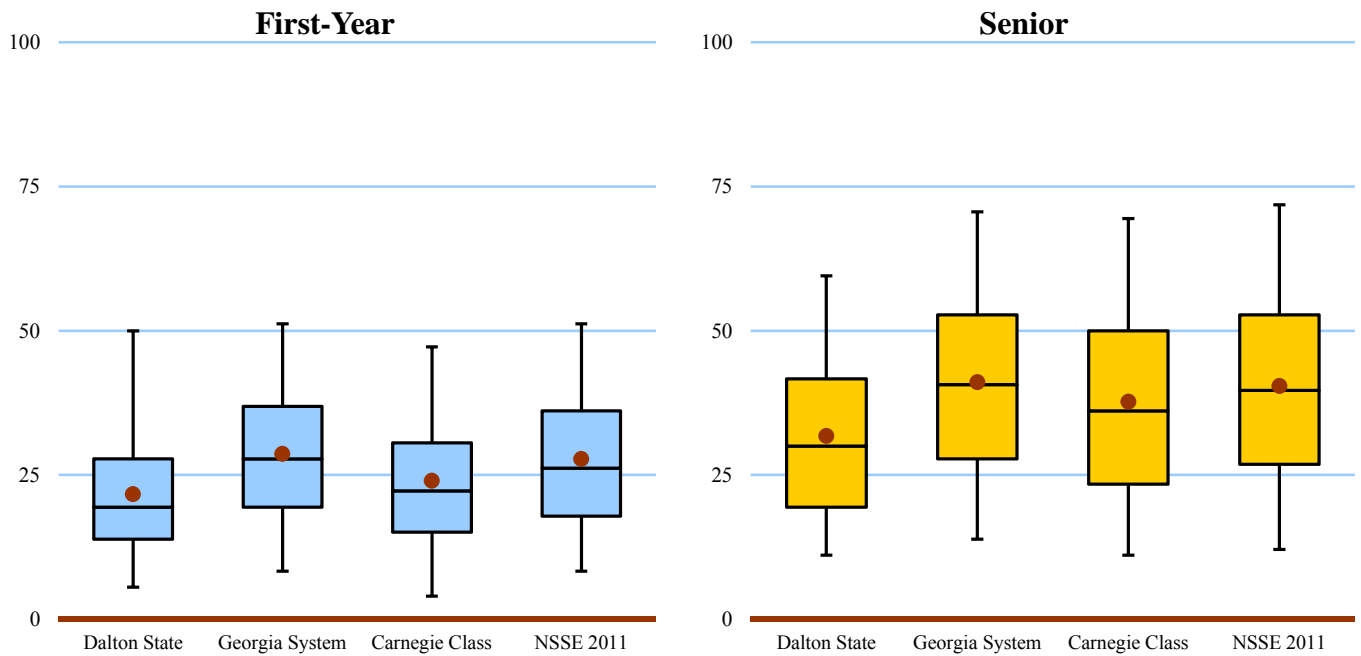 First-Year
100
75
50
25
0
Dalton State Georgia System Carnegie Class NSSE 2011
Senior
100
75
50
25
0
Dalton State Georgia System Carnegie Class NSSE 2011